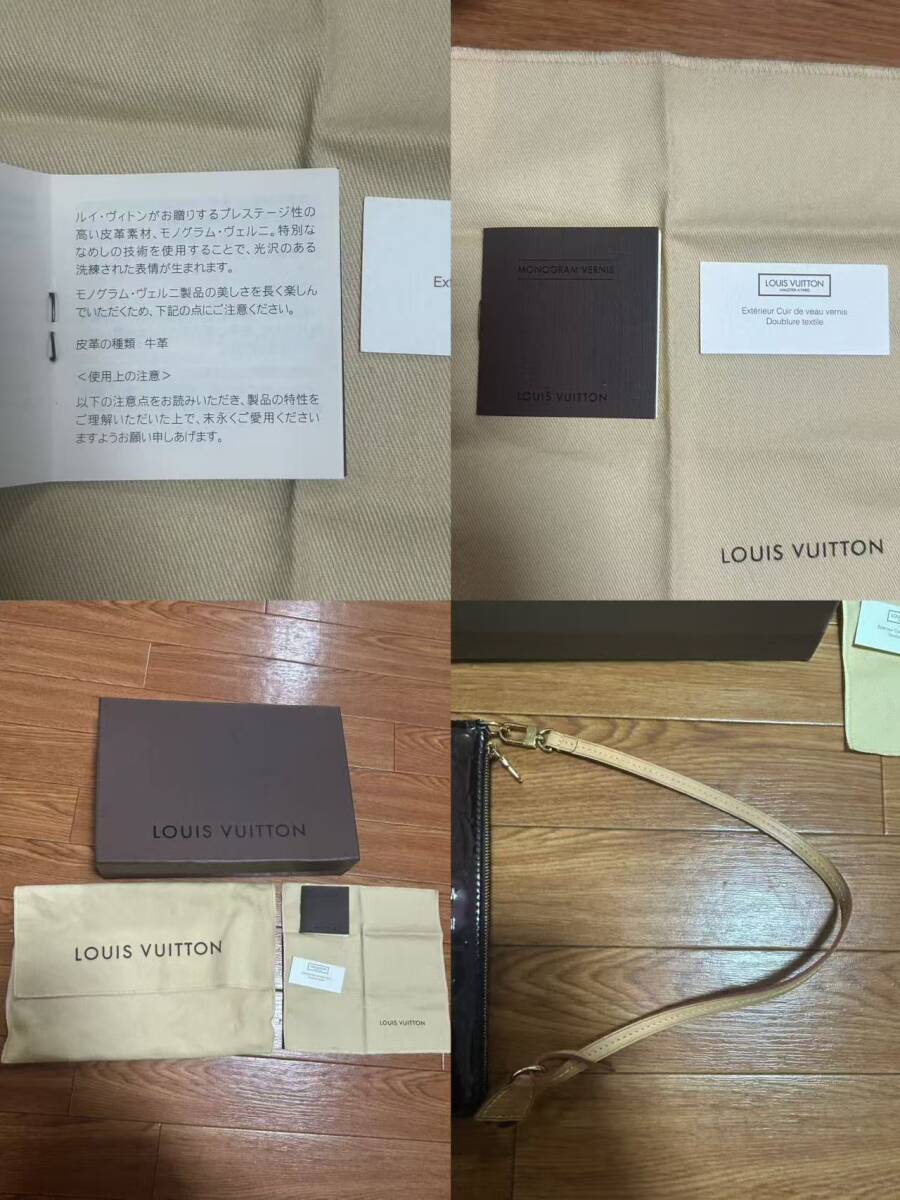 ルイ・ヴィトンがお贈りするプレステージ性の
高い皮革素材、モノグラム・ヴェルニ。特別な
なめしの技術を使用することで、光沢のある
洗練された表情が生まれます。
モノグラム・ヴェルニ製品の美しさを長く楽しん
でいただくため、下記の点にご注意ください。
皮革の種類 牛革
＜使用上の注意＞
以下の注意点をお読みいただき、製品の特性を
ご理解いただいた上で、末永くご愛用ください
ますようお願い申しあげます。
Ex
MONOGRAM VERNIS
LOUIS VUITTON
LOUIS VUITTON
MALLETIER A PARIS
Extérieur Cuir de veau vernis
Doublure textile
LOUIS VUITTON
LOUIS VUITTON
LOUIS VUITTON
LOUIS VUITTON